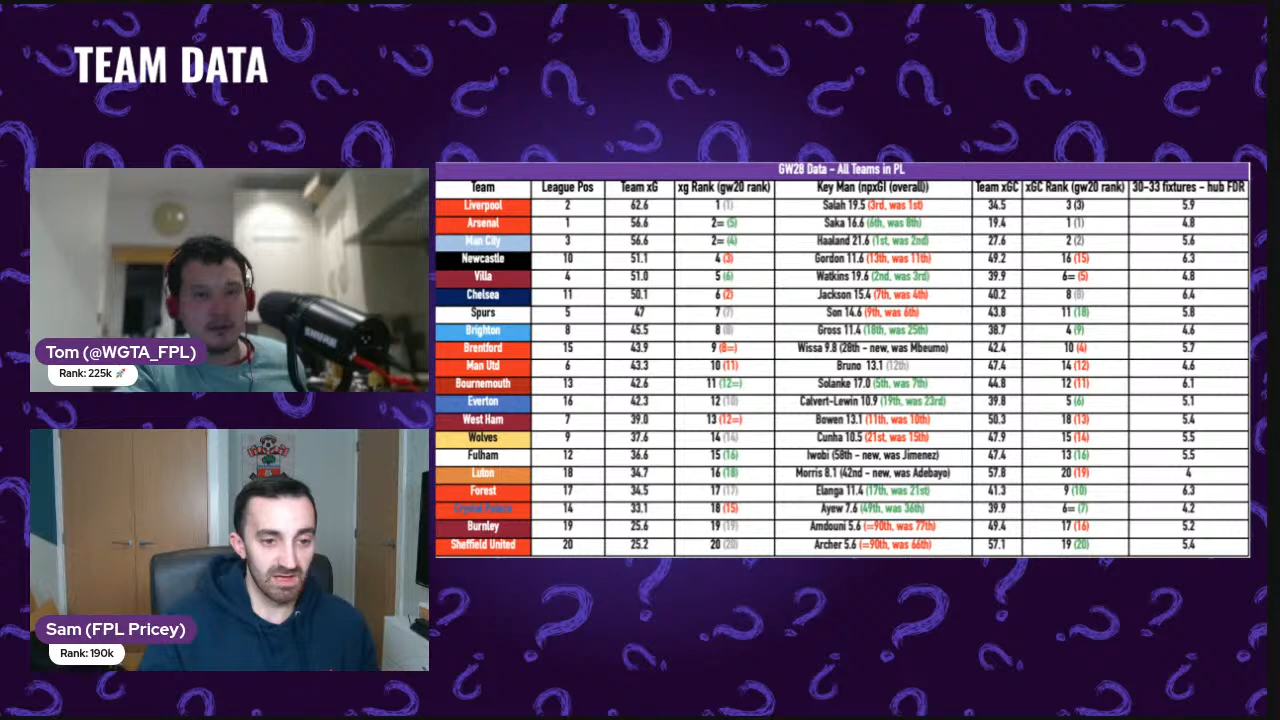 TEAM DATA
Tom (@WGTA_FPL)
Rank: 225k 🚀
Sam (FPL Pricey)
Rank: 190k
GW28 Data - All Teams in PL
Team League Pos Team xG xg Rank (gw20 rank) Key Man (npxGI (overall)) Team xGC xGC Rank (gw20 rank) 30-33 fixtures - hub FDR
Liverpool 2 62.6 1 (1) Salah 19.5 (3rd, was 1st) 34.5 3 (3) 5.9
Arsenal 1 56.6 2= (5) Saka 16.6 (6th, was 8th) 19.4 1 (1) 4.8
Man City 3 56.6 2= (4) Haaland 21.6 (1st, was 2nd) 27.6 2 (2) 5.6
Newcastle 10 51.1 4 (3) Gordon 11.6 (13th, was 11th) 49.2 16 (15) 6.3
Villa 4 51.0 5 (6) Watkins 19.6 (2nd, was 3rd) 39.9 6= (5) 4.8
Chelsea 11 50.1 6 (2) Jackson 15.4 (7th, was 4th) 40.2 8 (8) 6.4
Spurs 5 47 7 (7) Son 14.6 (9th, was 6th) 43.8 11 (18) 5.8
Brighton 8 45.5 8 (8) Gross 11.4 (18th, was 25th) 38.7 4 (9) 4.6
Brentford 15 43.9 9 (8=) Wissa 9.8 (28th - new, was Mbeumo) 42.4 10 (4) 5.7
Man Utd 6 43.3 10 (11) Bruno 13.1 (12th) 47.4 14 (12) 4.6
Bournemouth 13 42.6 11 (12=) Solanke 17.0 (5th, was 7th) 44.8 12 (11) 6.1
Everton 16 42.3 12 (10) Calvert-Lewin 10.9 (19th, was 23rd) 39.8 5 (6) 5.1
West Ham 7 39.0 13 (12=) Bowen 13.1 (11th, was 10th) 50.3 18 (13) 5.4
Wolves 9 37.6 14 (14) Cunha 10.5 (21st, was 15th) 47.9 15 (14) 5.5
Fulham 12 36.6 15 (16) Iwobi (58th - new, was Jimenez) 47.4 13 (16) 5.5
Luton 18 34.7 16 (18) Morris 8.1 (42nd - new, was Adebayo) 57.8 20 (19) 4
Forest 17 34.5 17 (17) Elanga 11.4 (17th, was 21st) 41.3 9 (10) 6.3
Crystal Palace 14 33.1 18 (15) Ayew 7.6 (49th, was 36th) 39.9 6= (7) 4.2
Burnley 19 25.6 19 (19) Amdouni 5.6 (=90th, was 77th) 49.4 17 (16) 5.2
Sheffield United 20 25.2 20 (20) Archer 5.6 (=90th, was 66th) 57.1 19 (20) 5.4